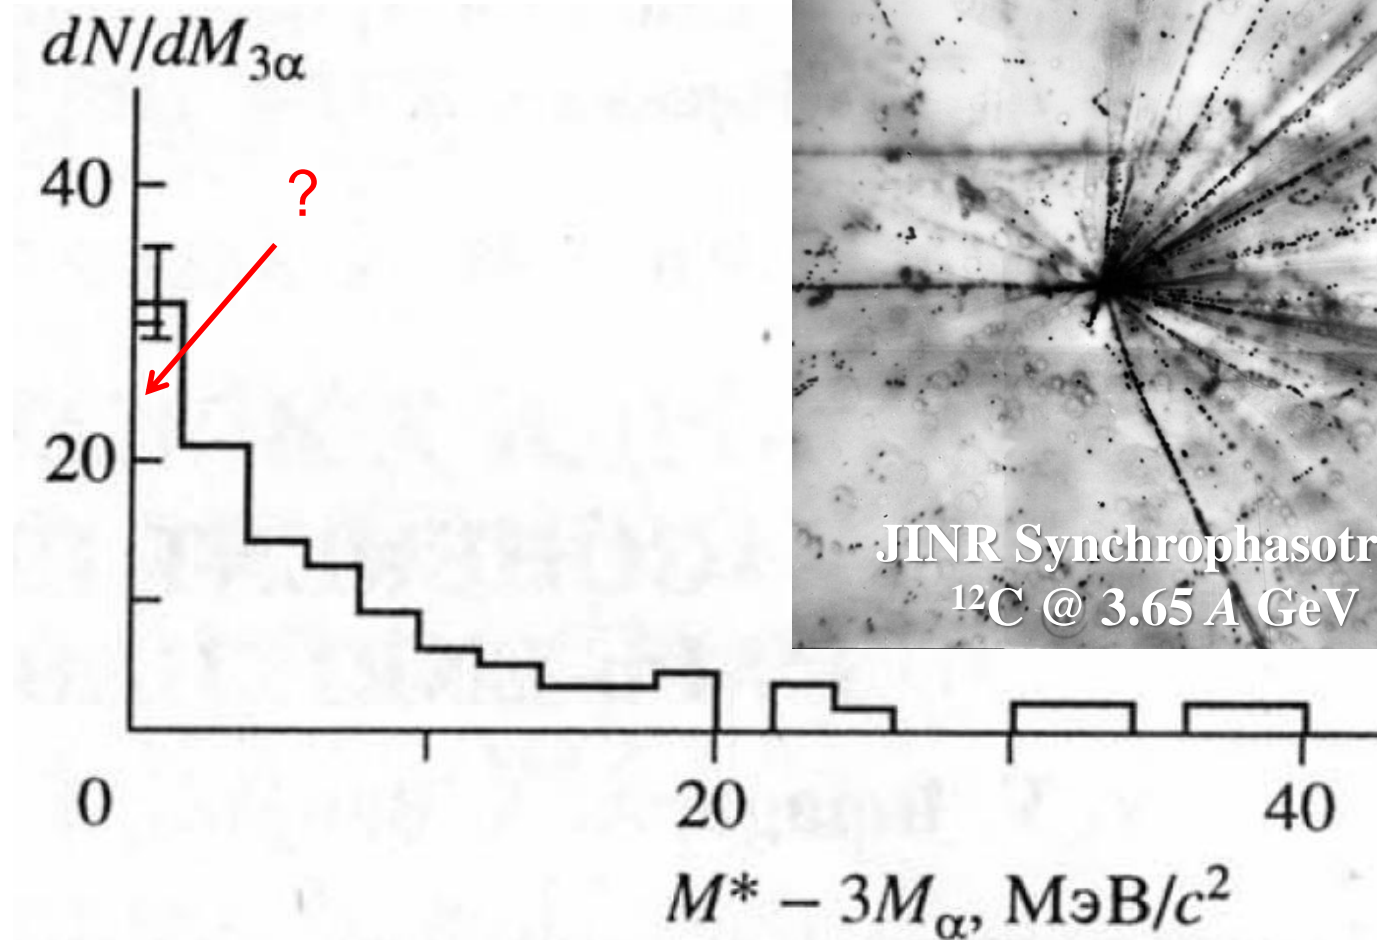 dN/dM₃α
40
?
20
0
20
40
M* – 3Mα, МэВ/c²
JINR Synchrophasotr
¹²C @ 3.65 A GeV